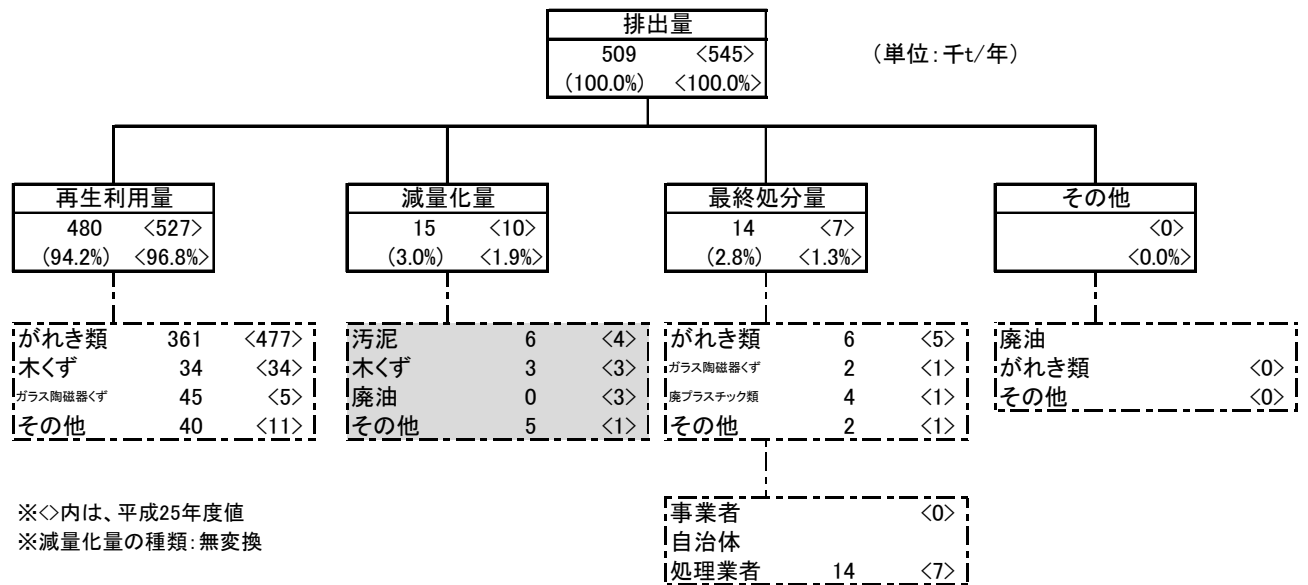 排出量
509 <545>
(100.0%) <100.0%>
(単位:千t/年)
再生利用量
480 <527>
(94.2%) <96.8%>
減量化量
15 <10>
(3.0%) <1.9%>
最終処分量
14 <7>
(2.8%) <1.3%>
その他
<0>
<0.0%>
がれき類 361 <477>
木くず 34 <34>
ガラス陶磁器くず 45 <5>
その他 40 <11>
汚泥 6 <4>
木くず 3 <3>
廃油 0 <3>
その他 5 <1>
がれき類 6 <5>
ガラス陶磁器くず 2 <1>
廃プラスチック類 4 <1>
その他 2 <1>
廃油
がれき類 <0>
その他 <0>
事業者 <0>
自治体
処理業者 14 <7>
※<>内は、平成25年度値
※減量化量の種類:無変換